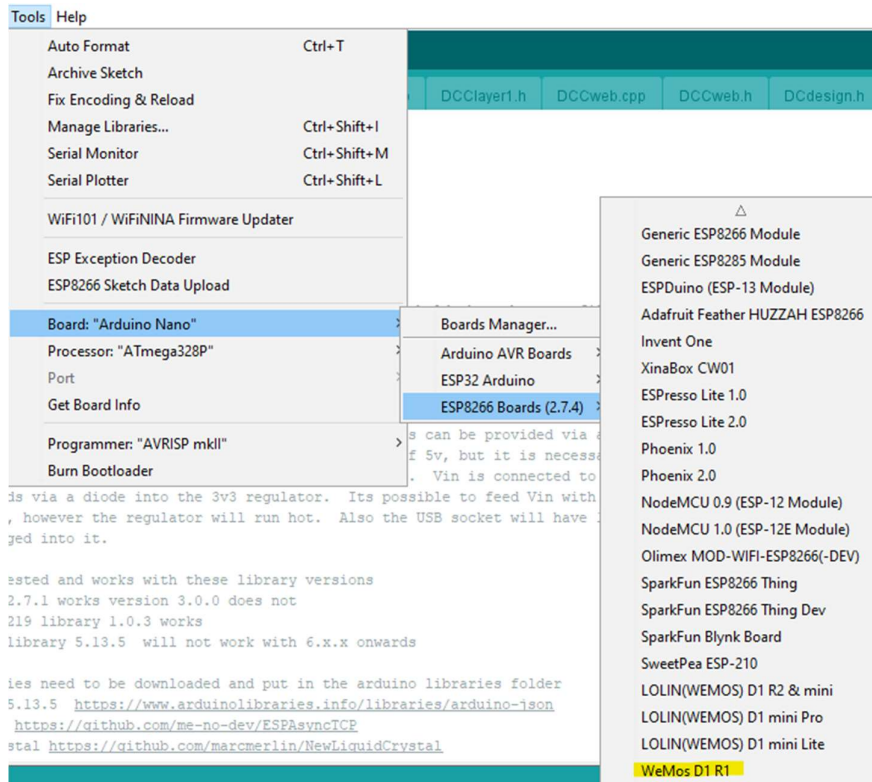 Tools Help
Auto Format Ctrl+T
Archive Sketch
Fix Encoding & Reload
Manage Libraries... Ctrl+Shift+I
Serial Monitor Ctrl+Shift+M
Serial Plotter Ctrl+Shift+L
WiFi101 / WiFiNINA Firmware Updater
ESP Exception Decoder
ESP8266 Sketch Data Upload
Board: "Arduino Nano"
Processor: "ATmega328P"
Port
Get Board Info
Programmer: "AVRISP mkII"
Burn Bootloader
DCClayer1.h DCCweb.cpp DCCweb.h DCdesign.h
Boards Manager...
Arduino AVR Boards
ESP32 Arduino
ESP8266 Boards (2.7.4)
Generic ESP8266 Module
Generic ESP8285 Module
ESPDuino (ESP-13 Module)
Adafruit Feather HUZZAH ESP8266
Invent One
XinaBox CW01
ESPresso Lite 1.0
ESPresso Lite 2.0
Phoenix 1.0
Phoenix 2.0
NodeMCU 0.9 (ESP-12 Module)
NodeMCU 1.0 (ESP-12E Module)
Olimex MOD-WIFI-ESP8266(-DEV)
SparkFun ESP8266 Thing
SparkFun ESP8266 Thing Dev
SparkFun Blynk Board
SweetPea ESP-210
LOLIN(WEMOS) D1 R2 & mini
LOLIN(WEMOS) D1 mini Pro
LOLIN(WEMOS) D1 mini Lite
WeMos D1 R1
s can be provided via
f 5v, but it is
. Vin is connected to
ds via a diode into the 3v3 regulator. Its possible to feed Vin with
, however the regulator will run hot. Also the USB socket will have
ged into it.
ested and works with these library versions
2.7.1 works version 3.0.0 does not
219 library 1.0.3 works
library 5.13.5 will not work with 6.x.x onwards
ies need to be downloaded and put in the arduino libraries folder
5.13.5 https://www.arduinolibraries.info/libraries/arduino-json
https://github.com/me-no-dev/ESPAsyncTCP
stal https://github.com/marcmerlin/NewLiquidCrystal